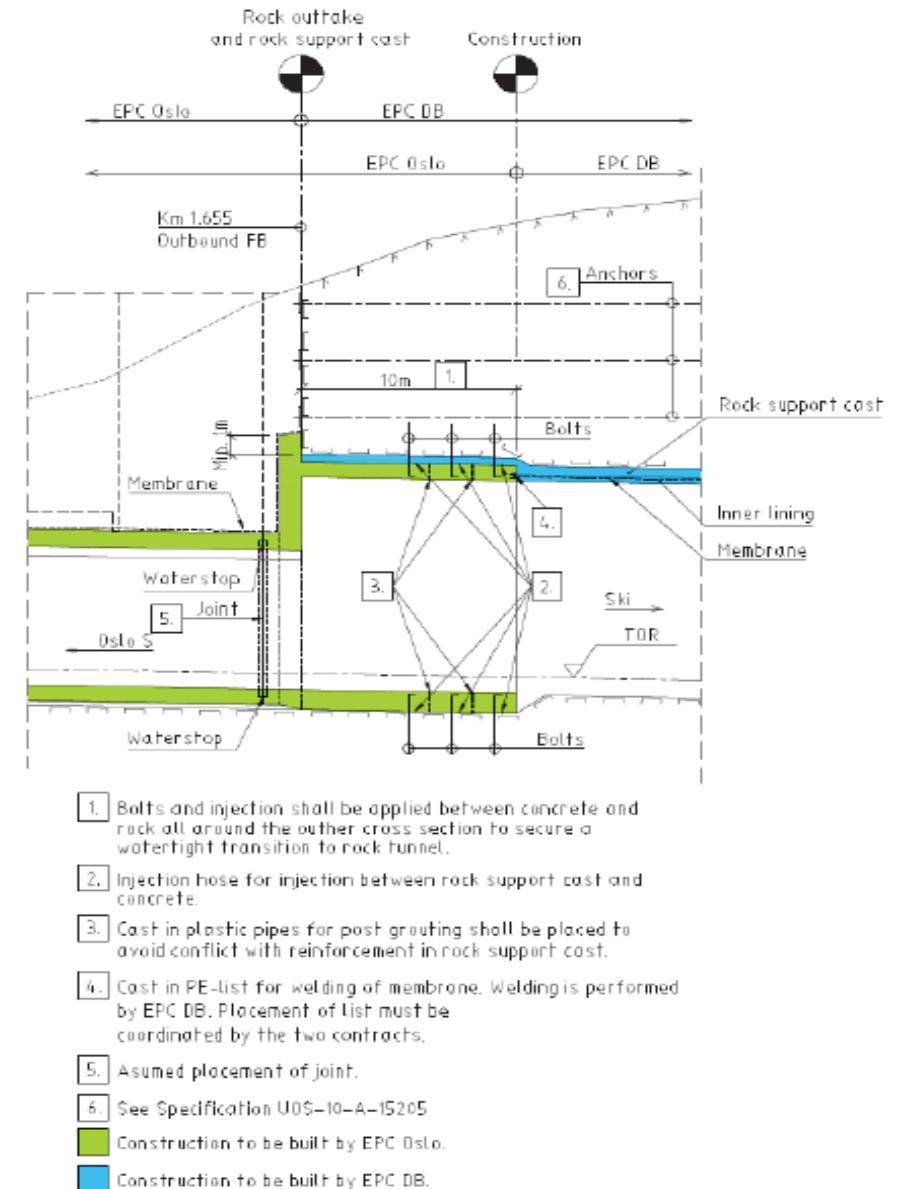 Rock outtake
and rock support cast
Construction
EPC Oslo
EPC DB
EPC Oslo
EPC DB
Km 1.655
Outbound FB
6.
Anchors
10m
1.
Rock support cast
Bolts
Min. 1m
Membrane
4.
Inner lining
Membrane
Waterstop
3.
2.
5.
Joint
Ski
Oslo S
TOR
Waterstop
Bolts
1. Bolts and injection shall be applied between concrete and
rock all around the outher cross section to secure a
watertight transition to rock tunnel.
2. Injection hose for injection between rock support cast and
concrete.
3. Cast in plastic pipes for post grouting shall be placed to
avoid conflict with reinforcement in rock support cast.
4. Cast in PE-list for welding of membrane. Welding is performed
by EPC DB. Placement of list must be
coordinated by the two contracts.
5. Asumed placement of joint.
6. See Specification UOS-10-A-15205
Construction to be built by EPC Oslo.
Construction to be built by EPC DB.